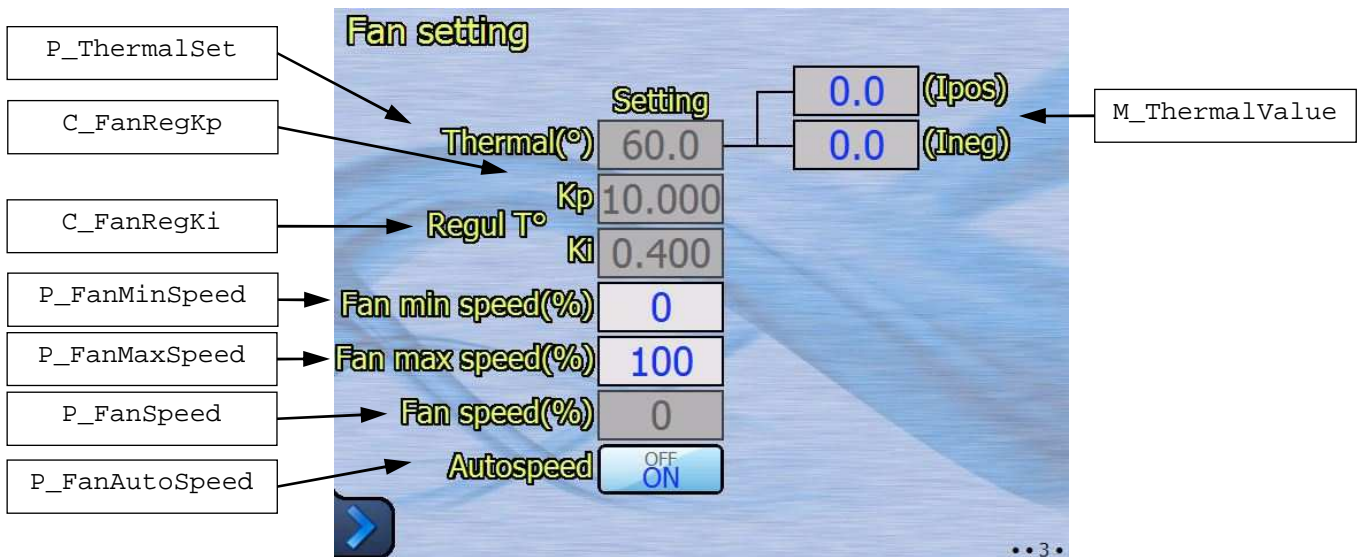 Fan setting
P_ThermalSet
C_FanRegKp
C_FanRegKi
P_FanMinSpeed
P_FanMaxSpeed
P_FanSpeed
P_FanAutoSpeed
Setting
0.0 (Ipos)
M_ThermalValue
Thermal(°) 60.0 0.0 (Ineg)
Kp 10.000
Regul T°
Ki 0.400
Fan min speed(%) 0
Fan max speed(%) 100
Fan speed(%) 0
Autospeed OFF
ON
3